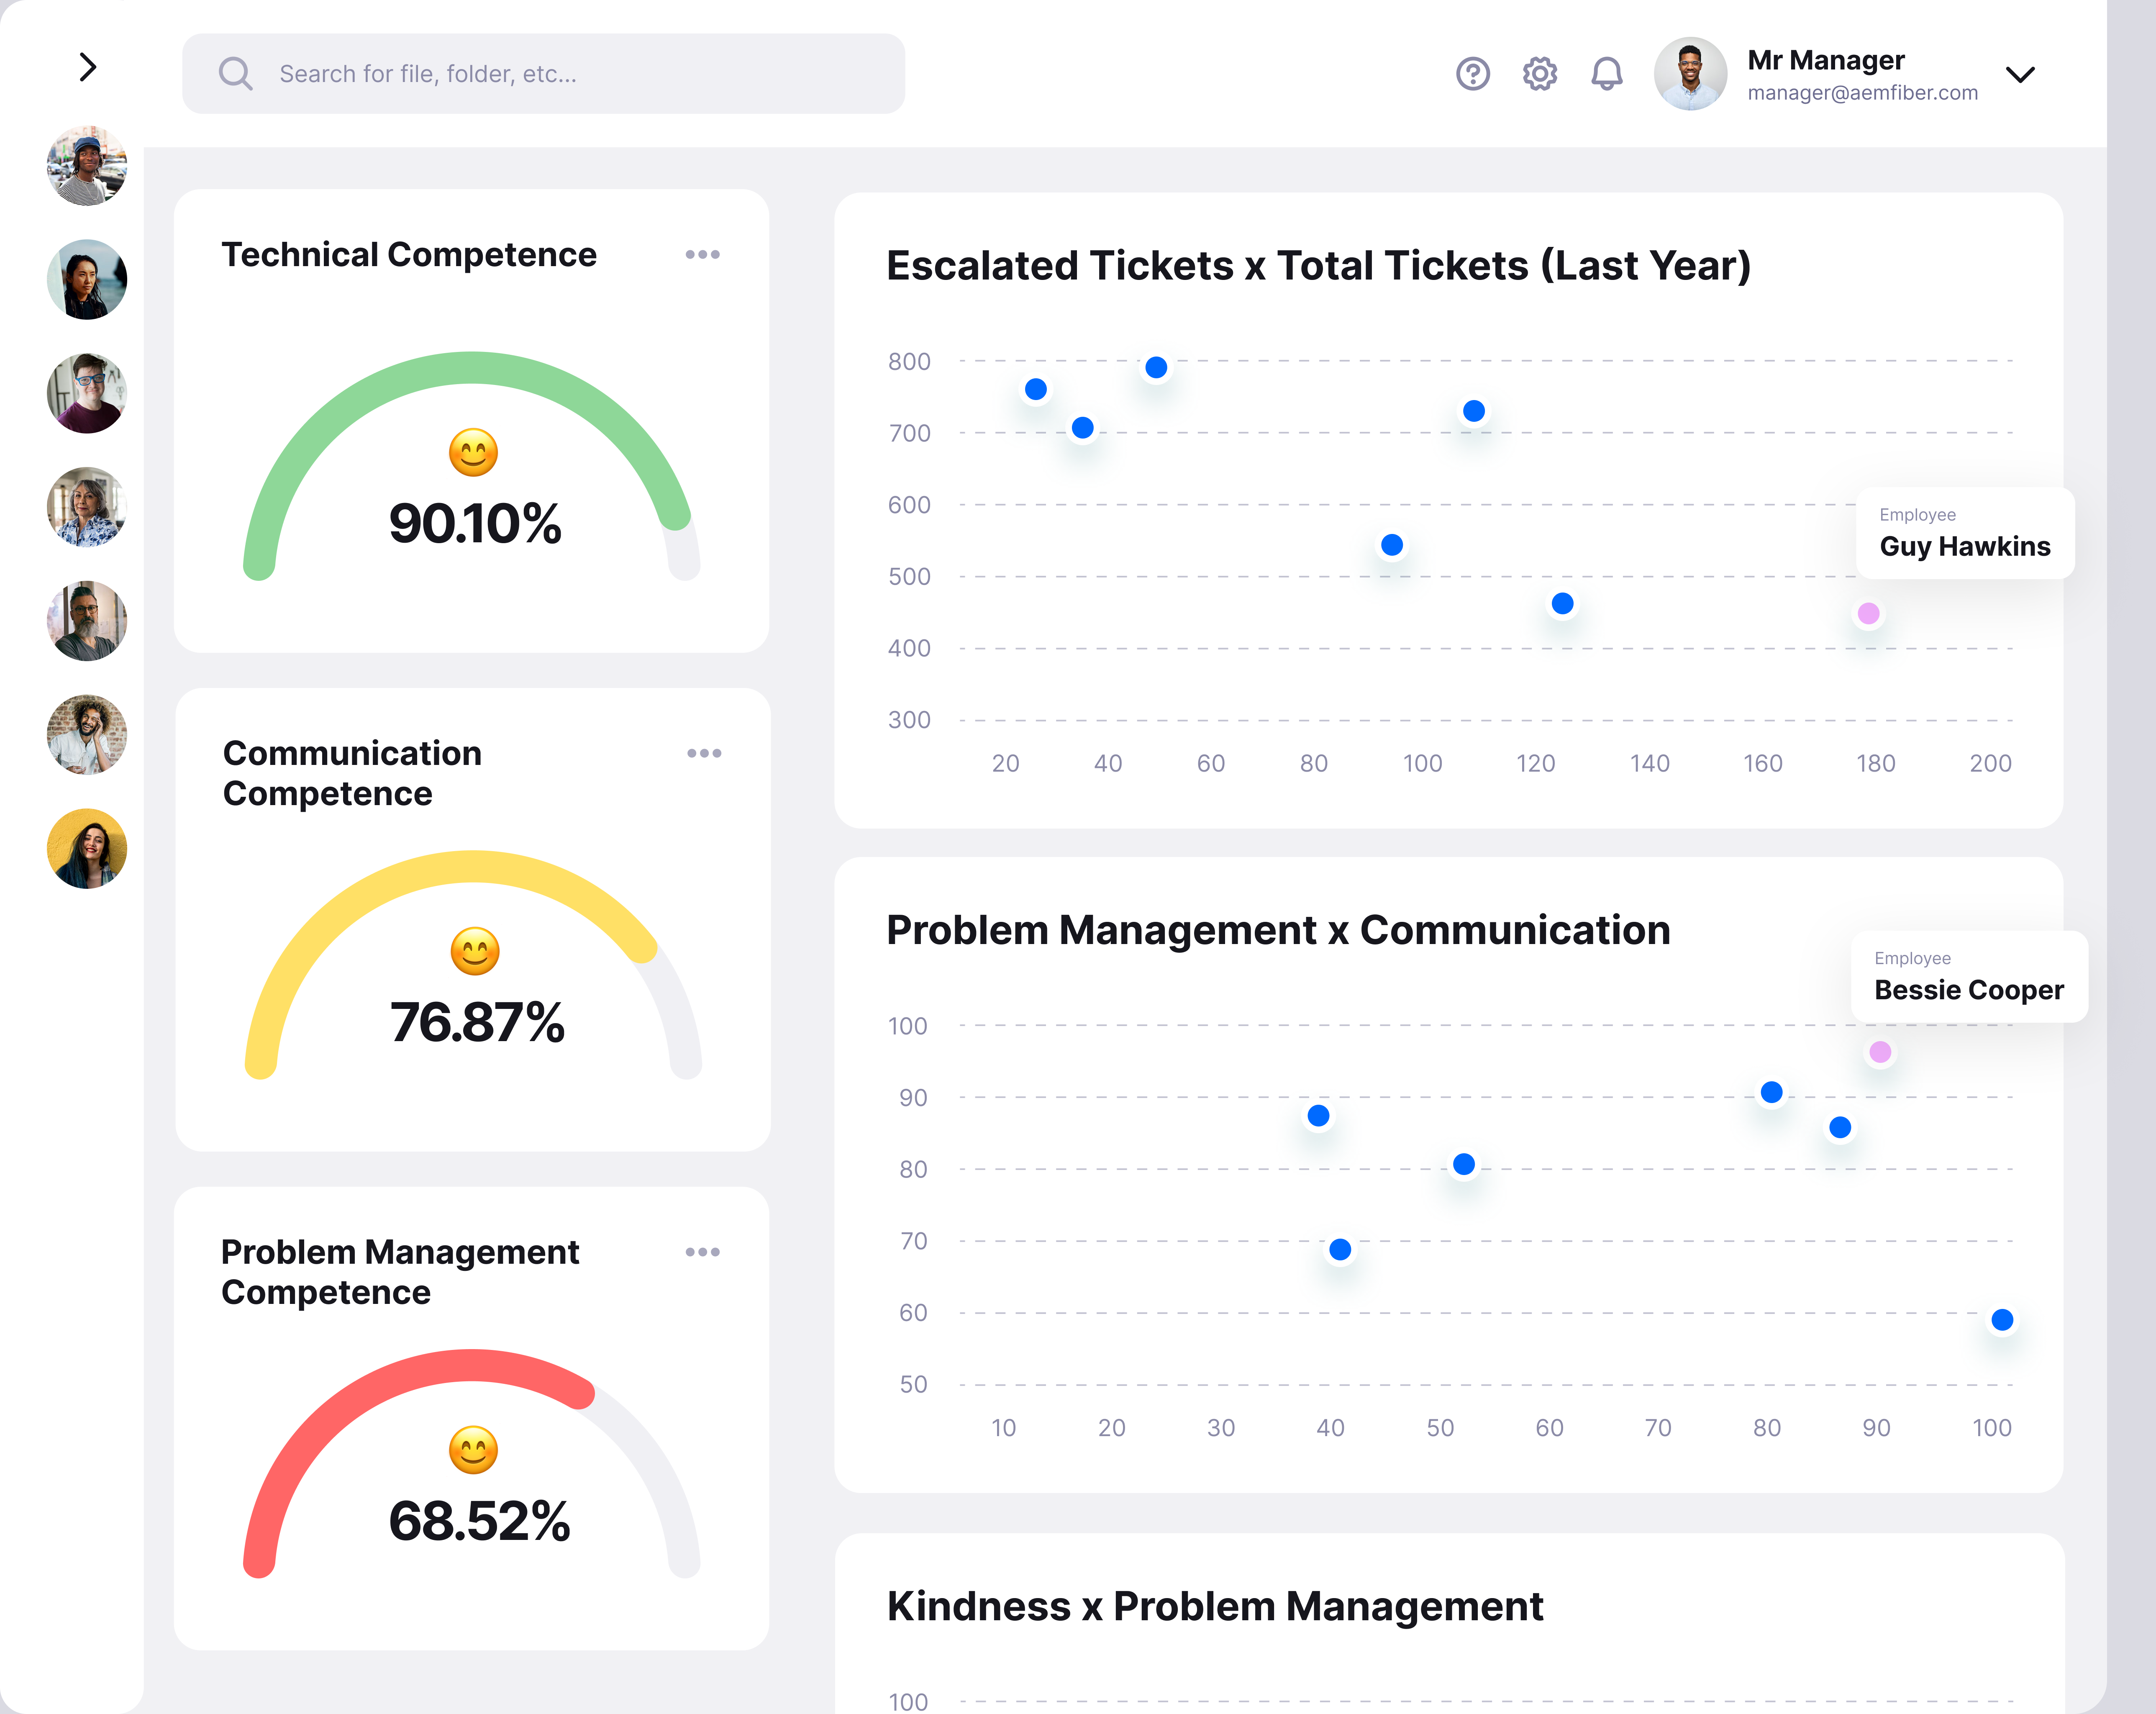 Search for file, folder, etc...
Mr Manager
manager@aemfiber.com
Technical Competence
90.10%
Communication
Competence
76.87%
Problem Management
Competence
68.52%
Escalated Tickets x Total Tickets (Last Year)
800
700
600
500
400
300
20 40 60 80 100 120 140 160 180 200
Employee
Guy Hawkins
Problem Management x Communication
Employee
Bessie Cooper
100
90
80
70
60
50
10 20 30 40 50 60 70 80 90 100
Kindness x Problem Management
100